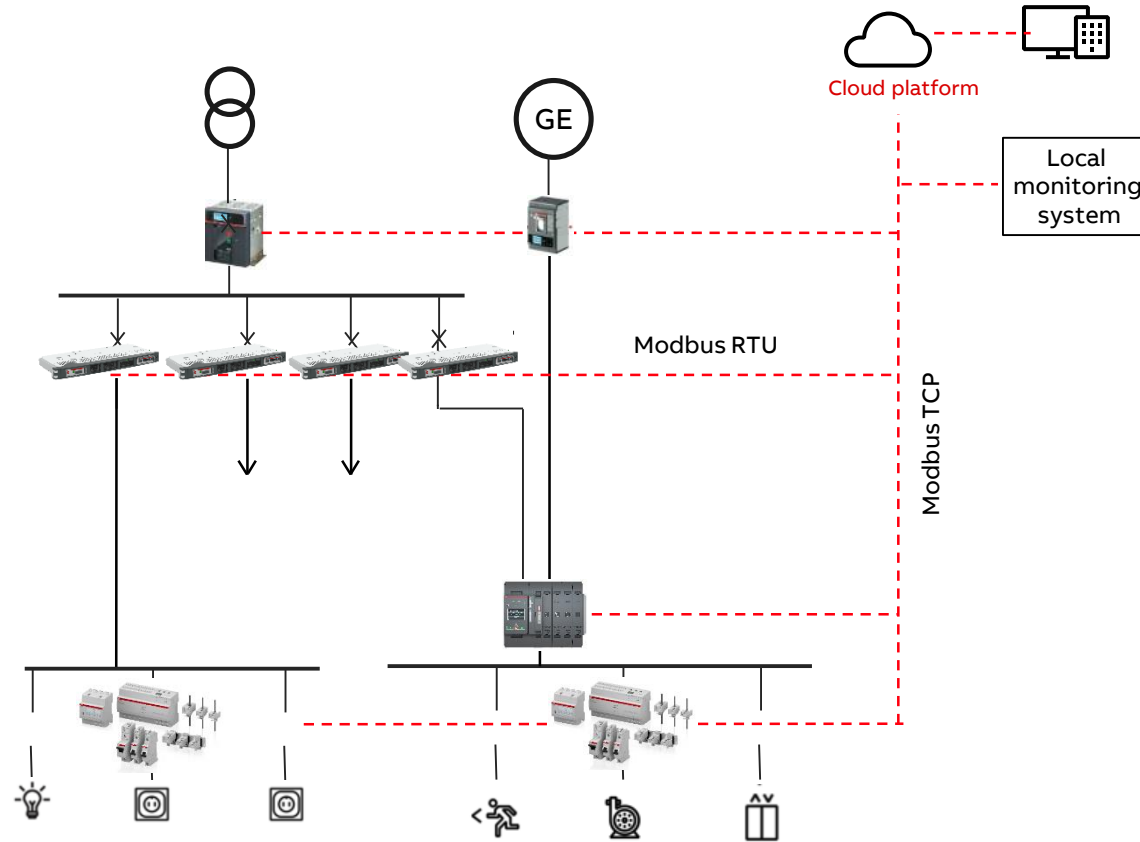 Cloud platform
GE
Local
monitoring
system
Modbus RTU
Modbus TCP